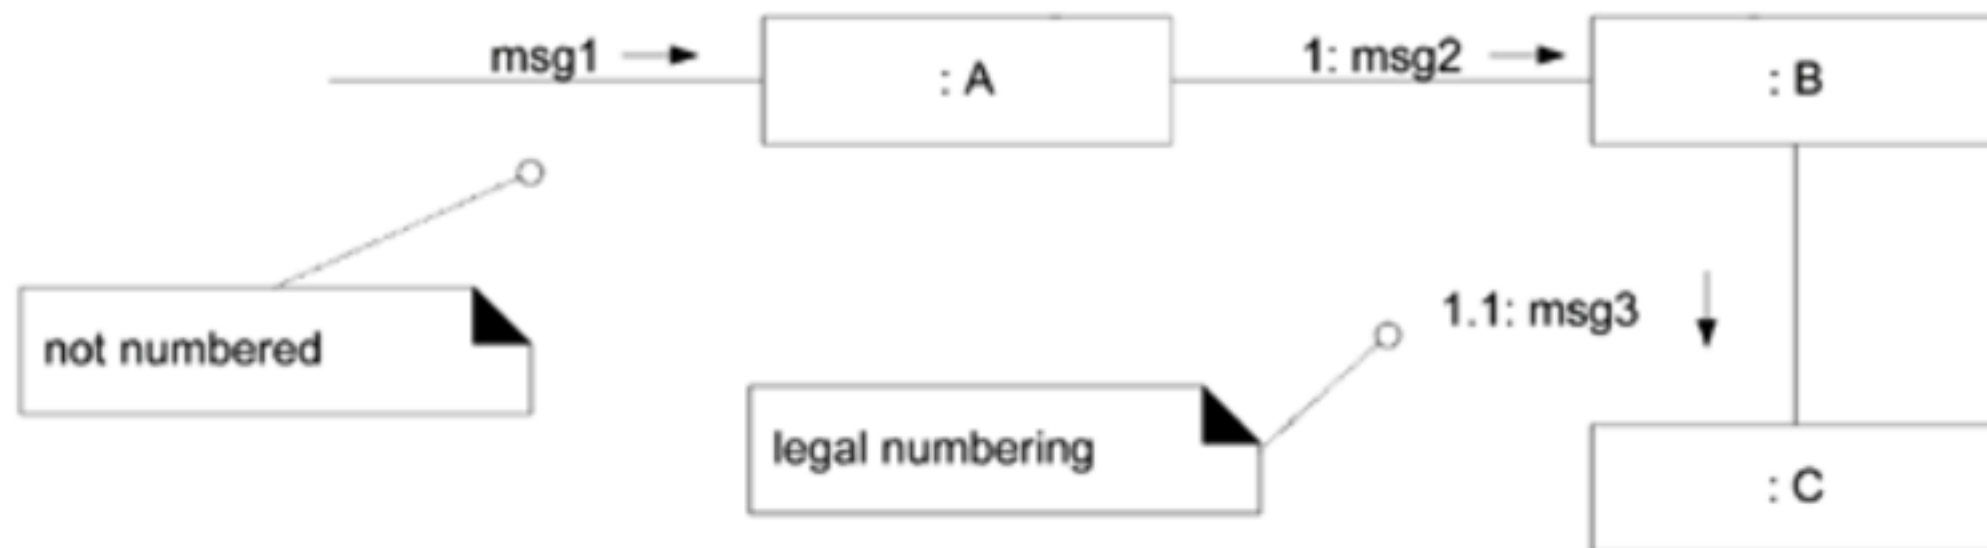 msg1
: A
1: msg2
: B
not numbered
1.1: msg3
legal numbering
: C